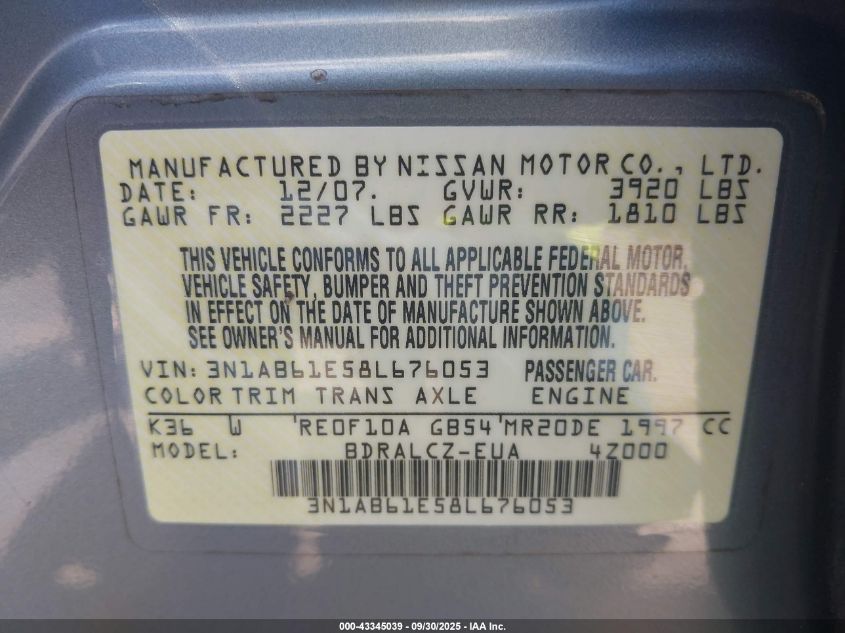 MANUFACTURED BY NISSAN MOTOR CO., LTD.
DATE: 12/07. GVWR: 3920 LBS
GAWR FR: 2227 LBS GAWR RR: 1810 LBS
THIS VEHICLE CONFORMS TO ALL APPLICABLE FEDERAL MOTOR.
VEHICLE SAFETY, BUMPER AND THEFT PREVENTION STANDARDS
IN EFFECT ON THE DATE OF MANUFACTURE SHOWN ABOVE.
SEE OWNER'S MANUAL FOR ADDITIONAL INFORMATION.
VIN: 3N1AB61E58L676053 PASSENGER CAR.
COLOR TRIM TRANS AXLE ENGINE
K36 W RE0F10A GB54 MR20DE 1997 CC
MODEL: BDRALCZ-EUA 4Z000
3N1AB61E58L676053
000-43345039 - 09/30/2025 - IAA Inc.